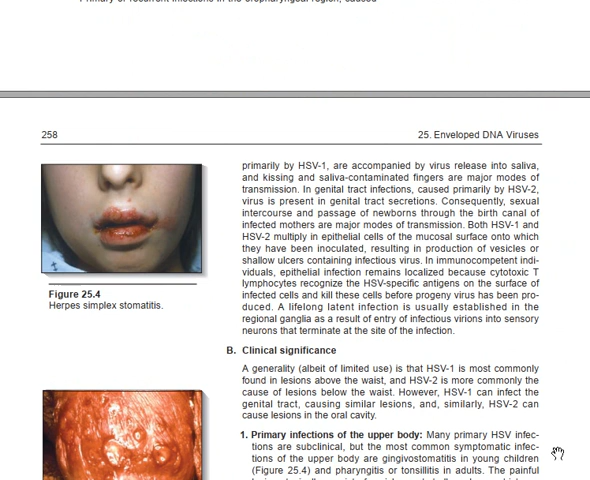 Primary or recurrent infections in the oropharyngeal region, caused
258
25. Enveloped DNA Viruses
primarily by HSV-1, are accompanied by virus release into saliva,
and kissing and saliva-contaminated fingers are major modes of
transmission. In genital tract infections, caused primarily by HSV-2,
virus is present in genital tract secretions. Consequently, sexual
intercourse and passage of newborns through the birth canal of
infected mothers are major modes of transmission. Both HSV-1 and
HSV-2 multiply in epithelial cells of the mucosal surface onto which
they have been inoculated, resulting in production of vesicles or
shallow ulcers containing infectious virus. In immunocompetent indi-
viduals, epithelial infection remains localized because cytotoxic T
lymphocytes recognize the HSV-specific antigens on the surface of
infected cells and kill these cells before progeny virus has been pro-
duced. A lifelong latent infection is usually established in the
regional ganglia as a result of entry of infectious virions into sensory
neurons that terminate at the site of the infection.
Figure 25.4
Herpes simplex stomatitis.
B. Clinical significance
A generality (albeit of limited use) is that HSV-1 is most commonly
found in lesions above the waist, and HSV-2 is more commonly the
cause of lesions below the waist. However, HSV-1 can infect the
genital tract, causing similar lesions, and, similarly, HSV-2 can
cause lesions in the oral cavity.
1. Primary infections of the upper body: Many primary HSV infec-
tions are subclinical, but the most common symptomatic infec-
tions of the upper body are gingivostomatitis in young children
(Figure 25.4) and pharyngitis or tonsillitis in adults. The painful